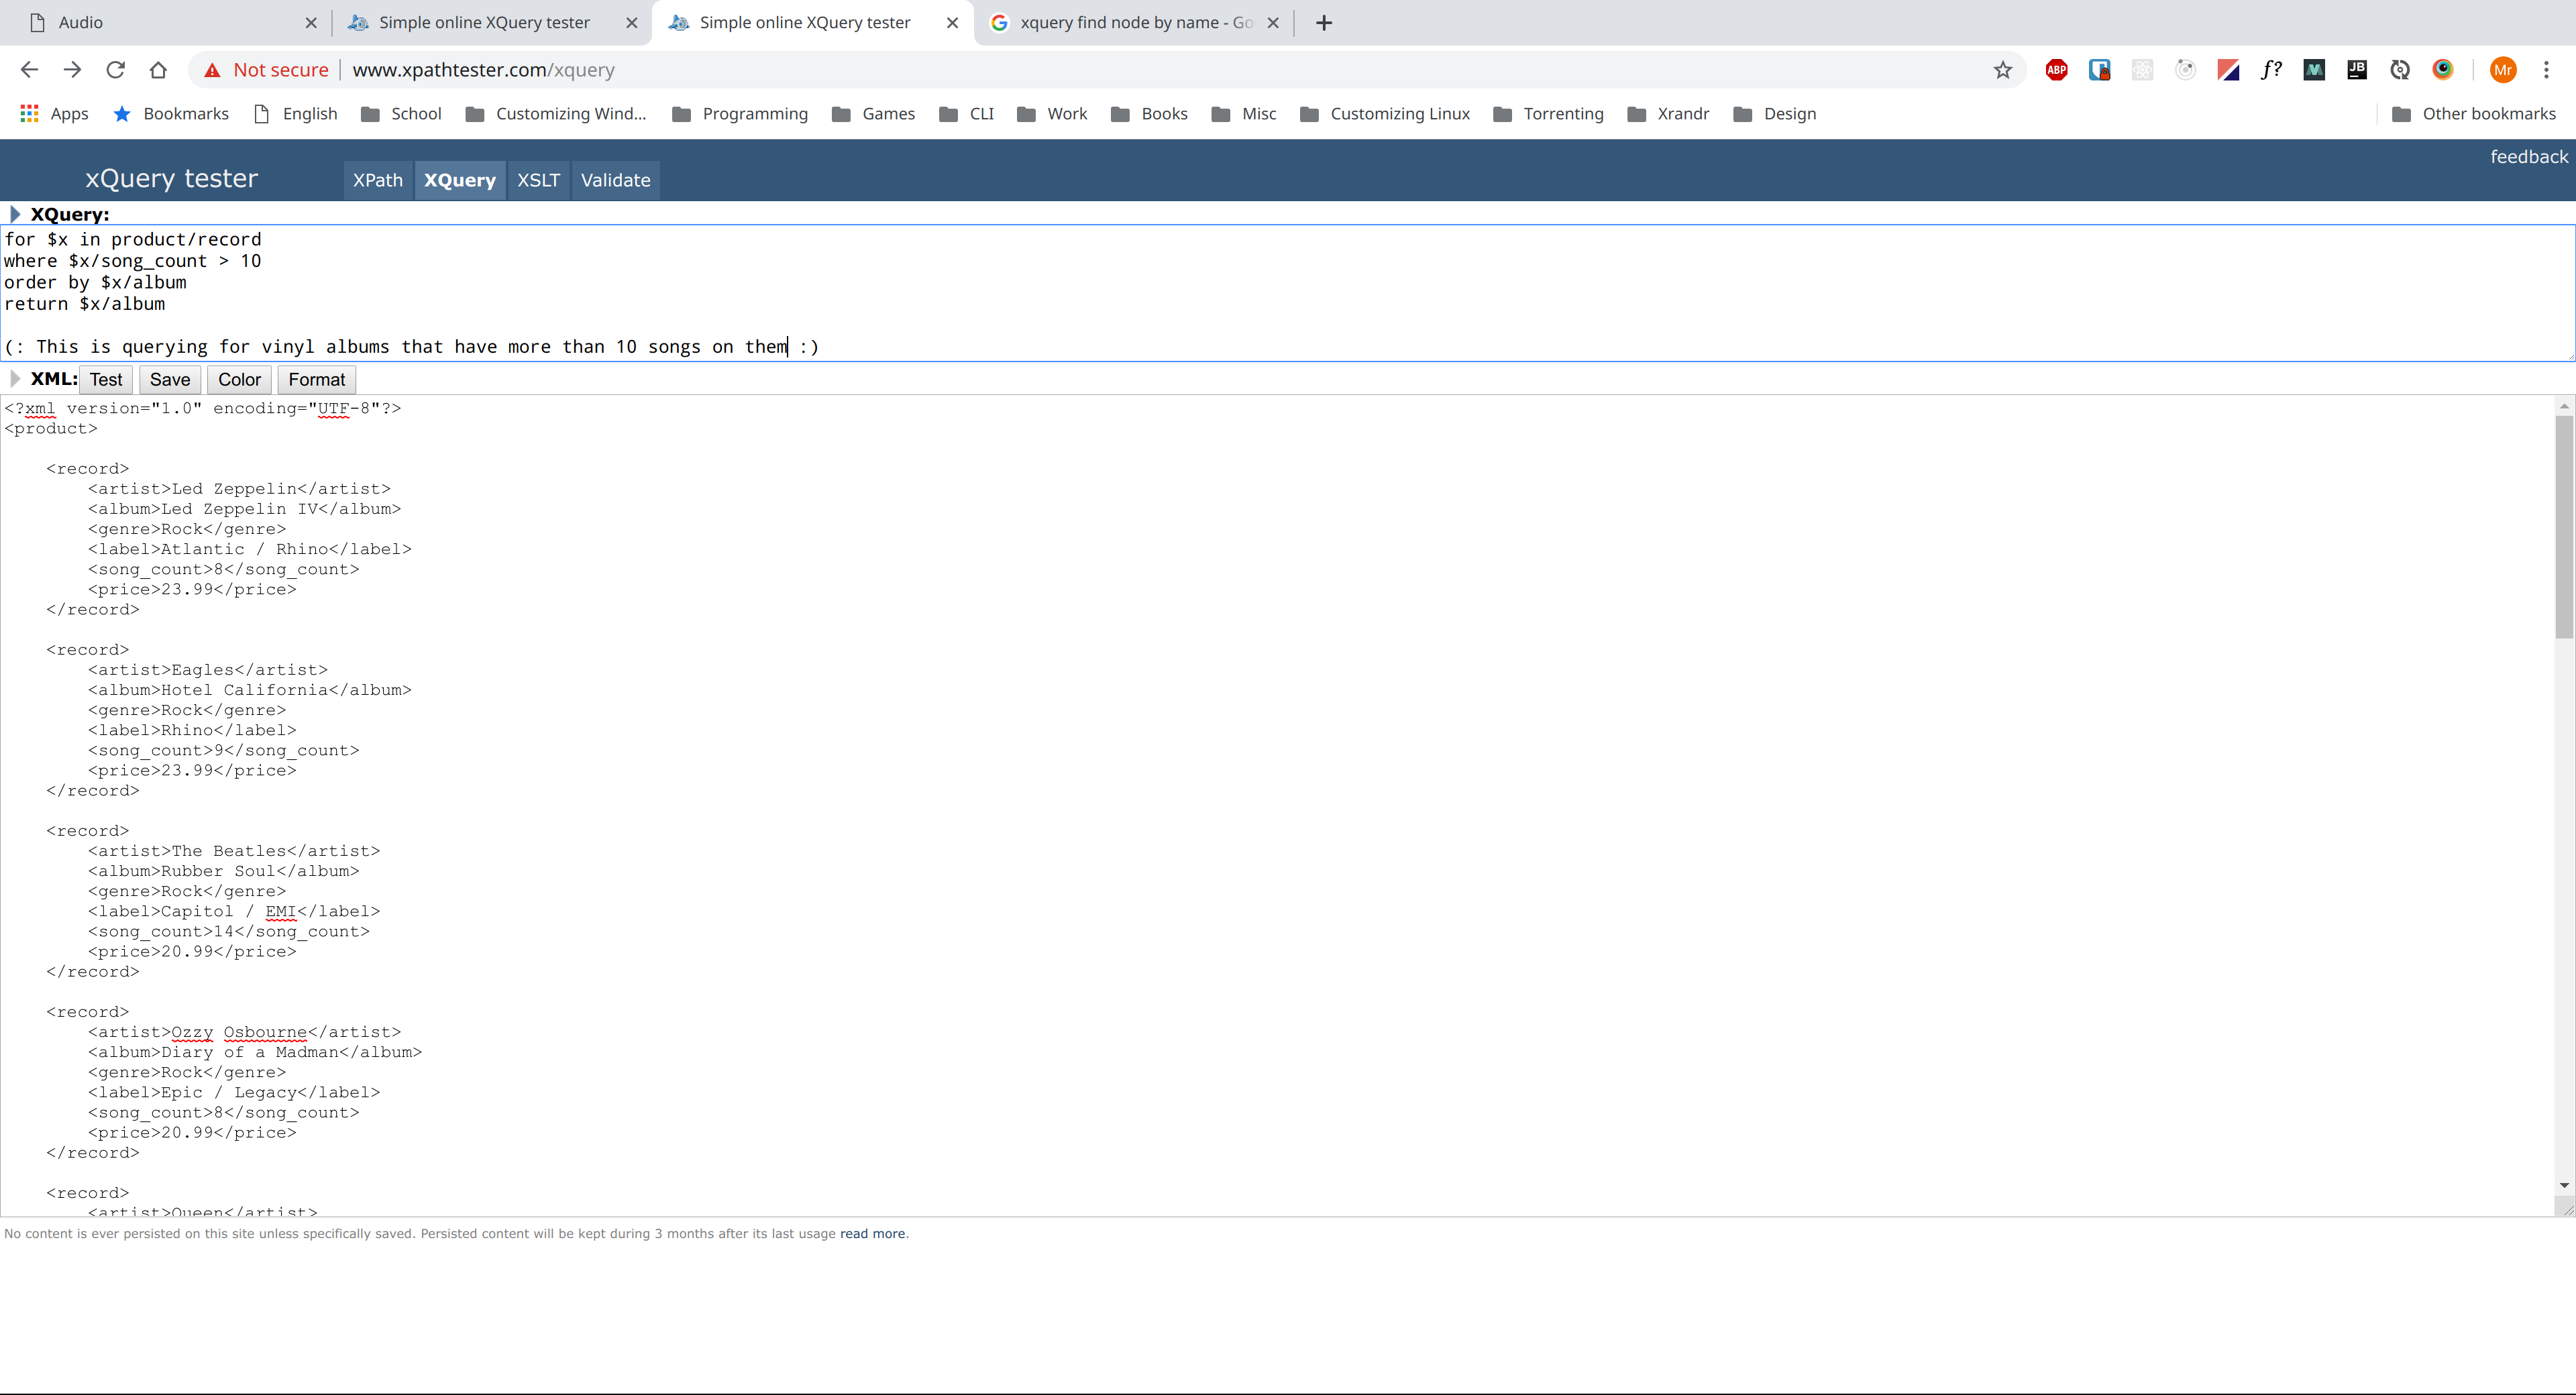 Audio
Simple online XQuery tester
Simple online XQuery tester
xquery find node by name - Go
Not secure | www.xpathtester.com/xquery
ABP
f?
M
JB
Mr
Apps Bookmarks English School Customizing Wind... Programming Games CLI Work Books Misc Customizing Linux Torrenting Xrandr Design Other bookmarks
feedback
xQuery tester XPath XQuery XSLT Validate
XQuery:
for $x in product/record
where $x/song_count > 10
order by $x/album
return $x/album
(: This is querying for vinyl albums that have more than 10 songs on them :)
XML: Test Save Color Format
<?xml version="1.0" encoding="UTF-8"?>
<product>
<record>
<artist>Led Zeppelin</artist>
<album>Led Zeppelin IV</album>
<genre>Rock</genre>
<label>Atlantic / Rhino</label>
<song_count>8</song_count>
<price>23.99</price>
</record>
<record>
<artist>Eagles</artist>
<album>Hotel California</album>
<genre>Rock</genre>
<label>Rhino</label>
<song_count>9</song_count>
<price>23.99</price>
</record>
<record>
<artist>The Beatles</artist>
<album>Rubber Soul</album>
<genre>Rock</genre>
<label>Capitol / EMI</label>
<song_count>14</song_count>
<price>20.99</price>
</record>
<record>
<artist>Ozzy Osbourne</artist>
<album>Diary of a Madman</album>
<genre>Rock</genre>
<label>Epic / Legacy</label>
<song_count>8</song_count>
<price>20.99</price>
</record>
<record>
<artist>Queen</artist>
No content is ever persisted on this site unless specifically saved. Persisted content will be kept during 3 months after its last usage read more.